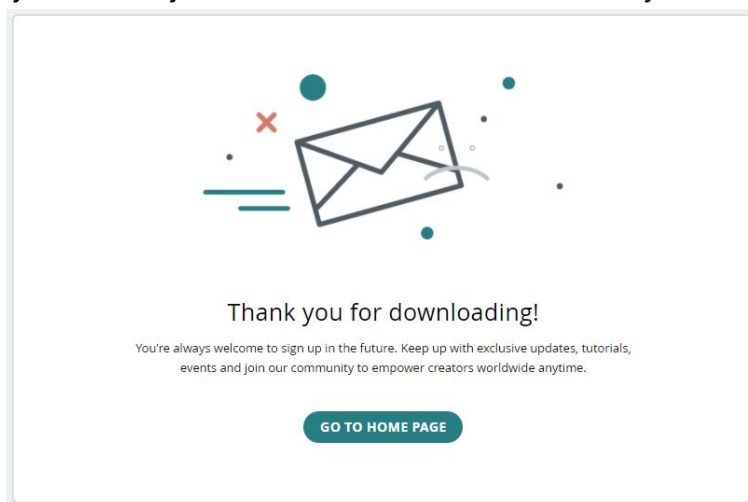 Thank you for downloading!
You're always welcome to sign up in the future. Keep up with exclusive updates, tutorials,
events and join our community to empower creators worldwide anytime.
GO TO HOME PAGE